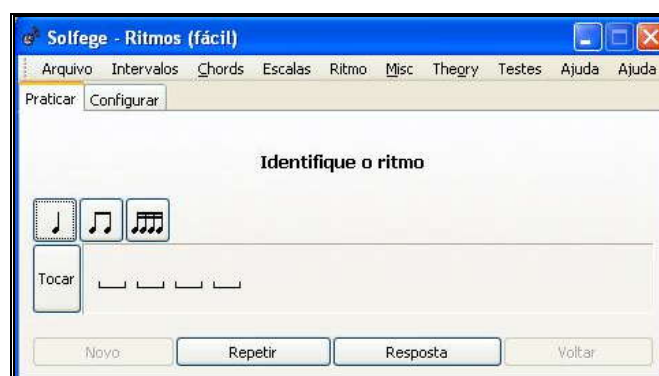 Solfege - Ritmos (fácil)
Arquivo Intervalos Chords Escalas Ritmo Misc Theory Testes Ajuda Ajuda
Praticar Configurar
Identifique o ritmo
Tocar
Novo Repetir Resposta Voltar